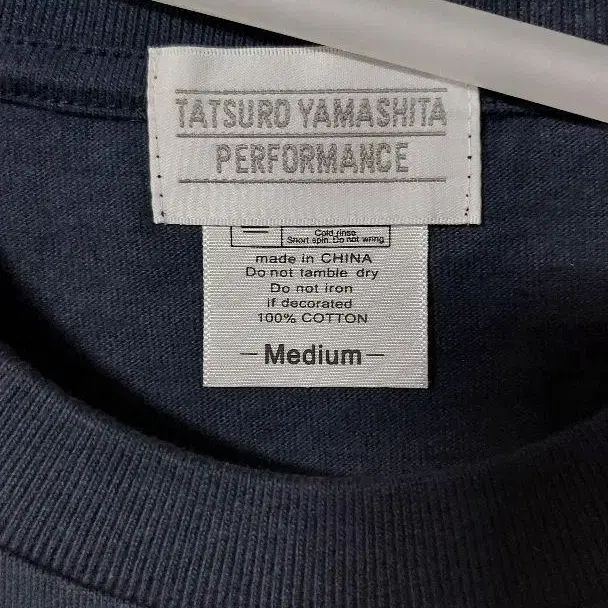 TATSURO YAMASHITA
PERFORMANCE
Cold rinse
Short spin. Do not wring
made in CHINA
Do not tamble dry
Do not iron
if decorated
100% COTTON
– Medium –